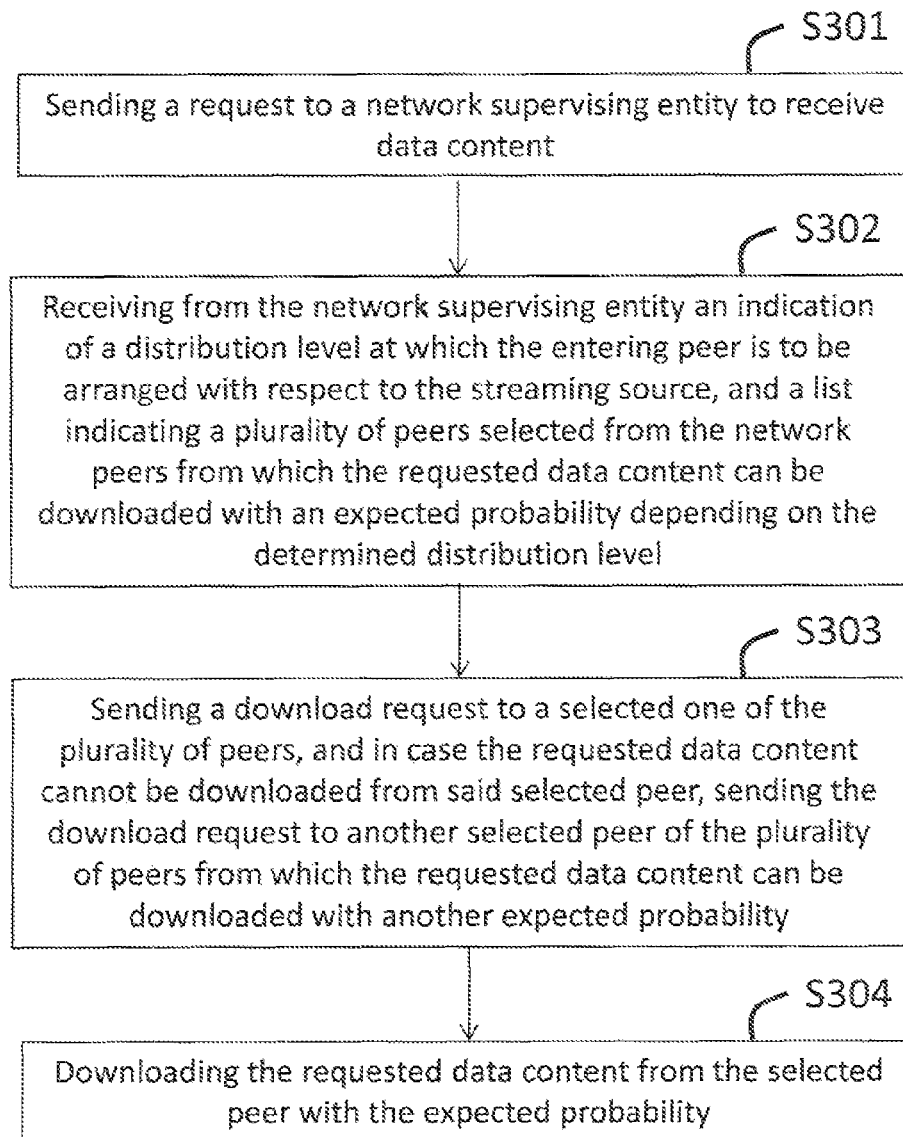 S301
Sending a request to a network supervising entity to receive
data content
S302
Receiving from the network supervising entity an indication
of a distribution level at which the entering peer is to be
arranged with respect to the streaming source, and a list
indicating a plurality of peers selected from the network
peers from which the requested data content can be
downloaded with an expected probability depending on the
determined distribution level
S303
Sending a download request to a selected one of the
plurality of peers, and in case the requested data content
cannot be downloaded from said selected peer, sending the
download request to another selected peer of the plurality
of peers from which the requested data content can be
downloaded with another expected probability
S304
Downloading the requested data content from the selected
peer with the expected probability